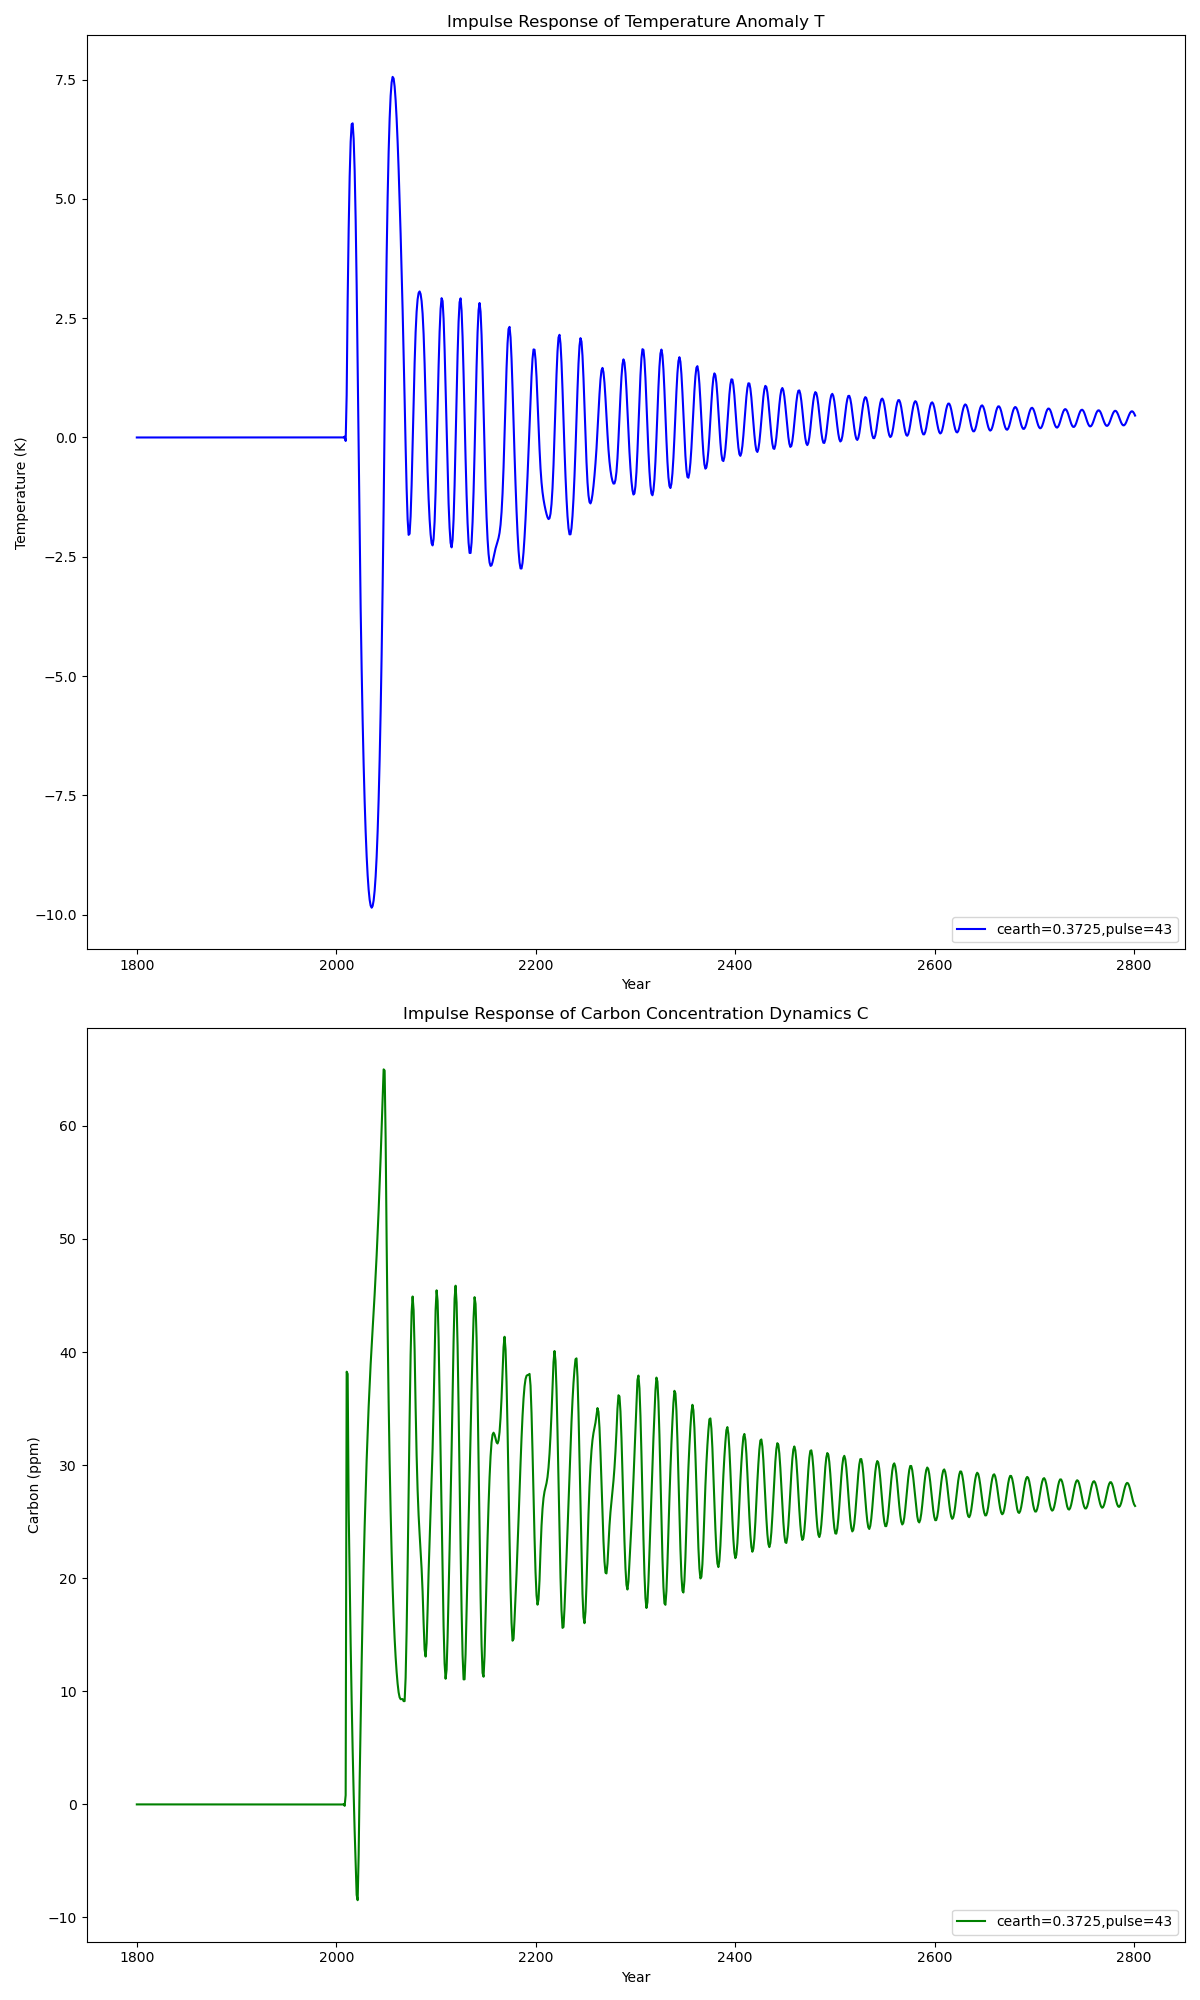 Impulse Response of Temperature Anomaly T
7.5
5.0
2.5
0.0
−2.5
−5.0
−7.5
−10.0
Temperature (K)
cearth=0.3725,pulse=43
1800 2000 2200 2400 2600 2800
Year
Impulse Response of Carbon Concentration Dynamics C
60
50
40
30
20
10
0
−10
Carbon (ppm)
cearth=0.3725,pulse=43
1800 2000 2200 2400 2600 2800
Year